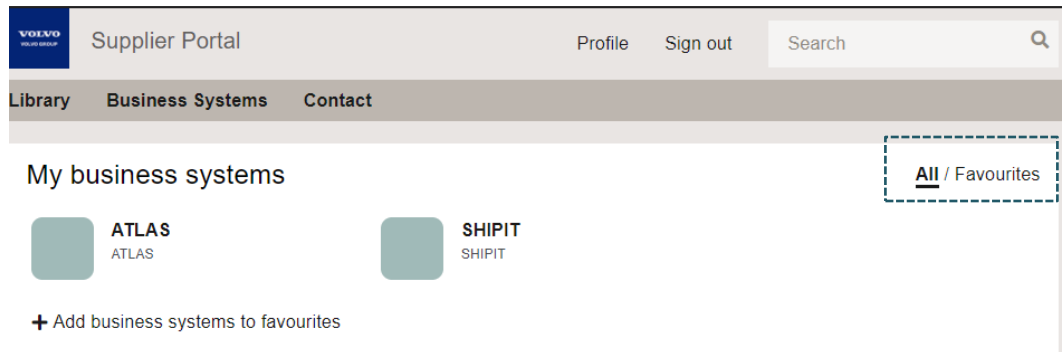 VOLVO
VOLVO GROUP
Supplier Portal
Profile Sign out Search
Library Business Systems Contact
My business systems
All / Favourites
ATLAS SHIPIT
ATLAS SHIPIT
+ Add business systems to favourites